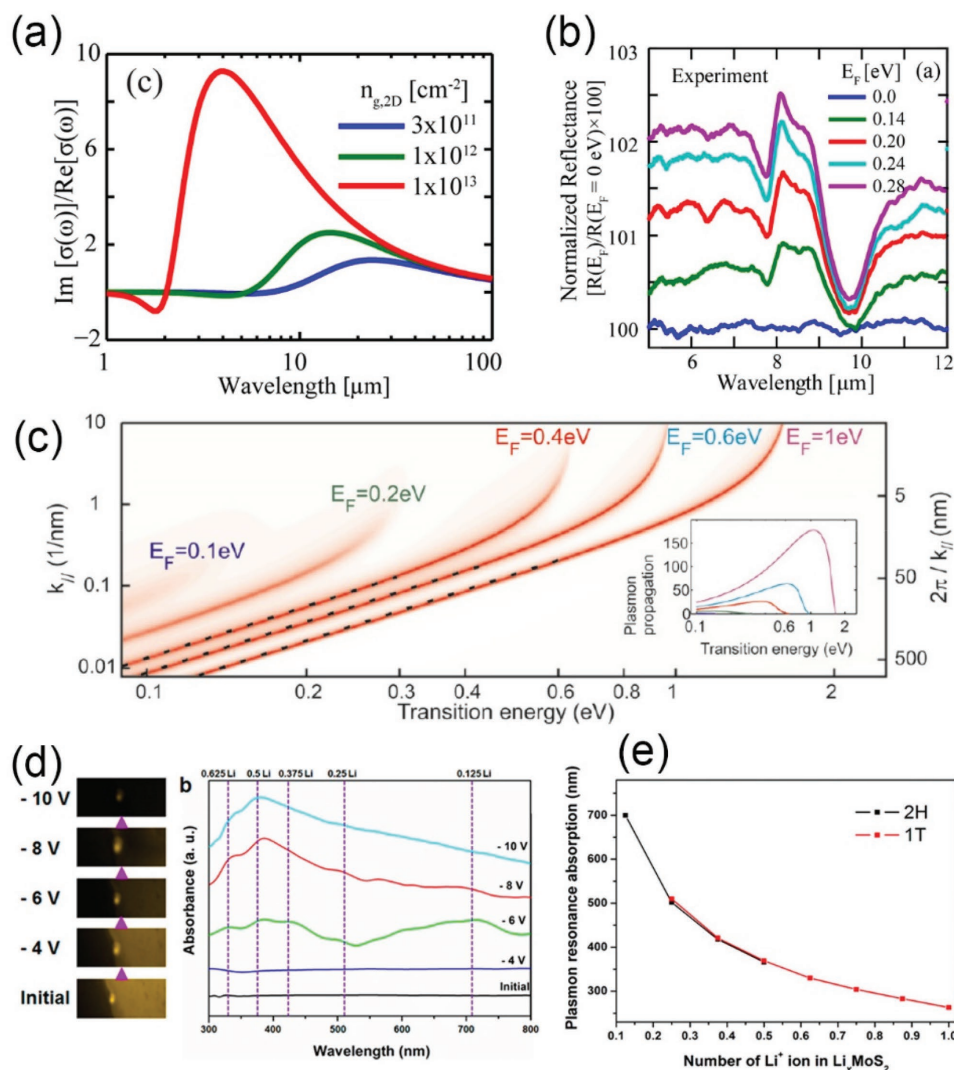 (a)
(c)
n_g,2D [cm⁻²]
3x10¹¹
1x10¹²
1x10¹³
Im [σ(ω)]/Re[σ(ω)]
10
6
2
−2
1
10
100
Wavelength [μm]
(b)
Experiment
E_F [eV]
(a)
0.0
0.14
0.20
0.24
0.28
Normalized Reflectance
[R(E_F)/R(E_F = 0 eV)×100]
103
102
101
100
6
8
10
12
Wavelength [μm]
(c)
E_F=0.1eV
E_F=0.2eV
E_F=0.4eV
E_F=0.6eV
E_F=1eV
k_// (1/nm)
10
1
0.1
0.01
5
50
500
2π / k_// (nm)
Plasmon
propagation
150
100
50
0
0.1
0.6
1
2
Transition energy (eV)
0.1
0.2
0.3
0.4
0.6
0.8
1
2
Transition energy (eV)
(d)
- 10 V
- 8 V
- 6 V
- 4 V
Initial
b
0.625 Li
0.5 Li
0.375 Li
0.25 Li
0.125 Li
Absorbance (a. u.)
- 10 V
- 8 V
- 6 V
- 4 V
Initial
300
400
500
600
700
800
Wavelength (nm)
(e)
2H
1T
Plasmon resonance absorption (nm)
700
600
500
400
300
0.1
0.2
0.3
0.4
0.5
0.6
0.7
0.8
0.9
1.0
Number of Li⁺ ion in LiₓMoS₂